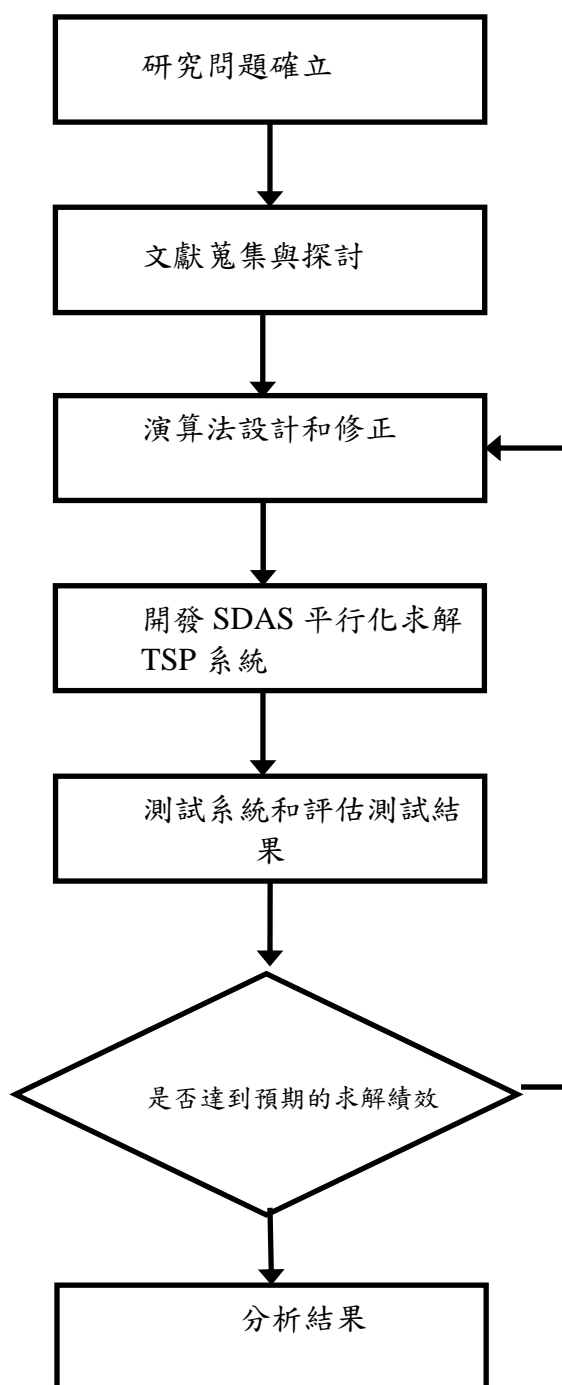 研究問題確立
文獻蒐集與探討
演算法設計和修正
開發 SDAS 平行化求解
TSP 系統
測試系統和評估測試結
果
是否達到預期的求解績效
分析結果